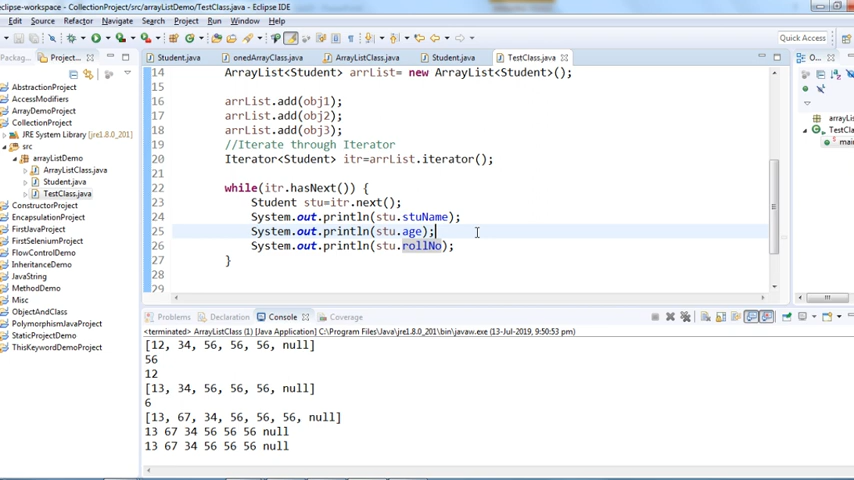 eclipse-workspace - CollectionProject/src/arrayListDemo/TestClass.java - Eclipse IDE
Edit Source Refactor Navigate Search Project Run Window Help
Quick Access
Packag...
Project...
AbstractionProject
AccessModifiers
ArrayDemoProject
CollectionProject
JRE System Library [jre1.8.0_201]
src
arrayListDemo
ArrayListClass.java
Student.java
TestClass.java
ConstructorProject
EncapsulationProject
FirstJavaProject
FirstSeleniumProject
FlowControlDemo
InheritanceDemo
JavaString
MethodDemo
Misc
ObjectAndClass
PolymorphismJavaProject
StaticProjectDemo
ThisKeywordDemoProject
Student.java onedArrayClass.java ArrayListClass.java Student.java TestClass.java
14 ArrayList<Student> arrList= new ArrayList<Student>();
15
16 arrList.add(obj1);
17 arrList.add(obj2);
18 arrList.add(obj3);
19 //Iterate through Iterator
20 Iterator<Student> itr=arrList.iterator();
21
22 while(itr.hasNext()) {
23 Student stu=itr.next();
24 System.out.println(stu.stuName);
25 System.out.println(stu.age);
26 System.out.println(stu.rollNo);
27 }
28
29
O...
arrayLi
TestCla
mai
Problems Declaration Console Coverage
<terminated> ArrayListClass (1) [Java Application] C:\Program Files\Java\jre1.8.0_201\bin\javaw.exe (13-Jul-2019, 9:50:53 pm)
[12, 34, 56, 56, 56, null]
56
12
[13, 34, 56, 56, 56, null]
6
[13, 67, 34, 56, 56, 56, null]
13 67 34 56 56 56 null
13 67 34 56 56 56 null